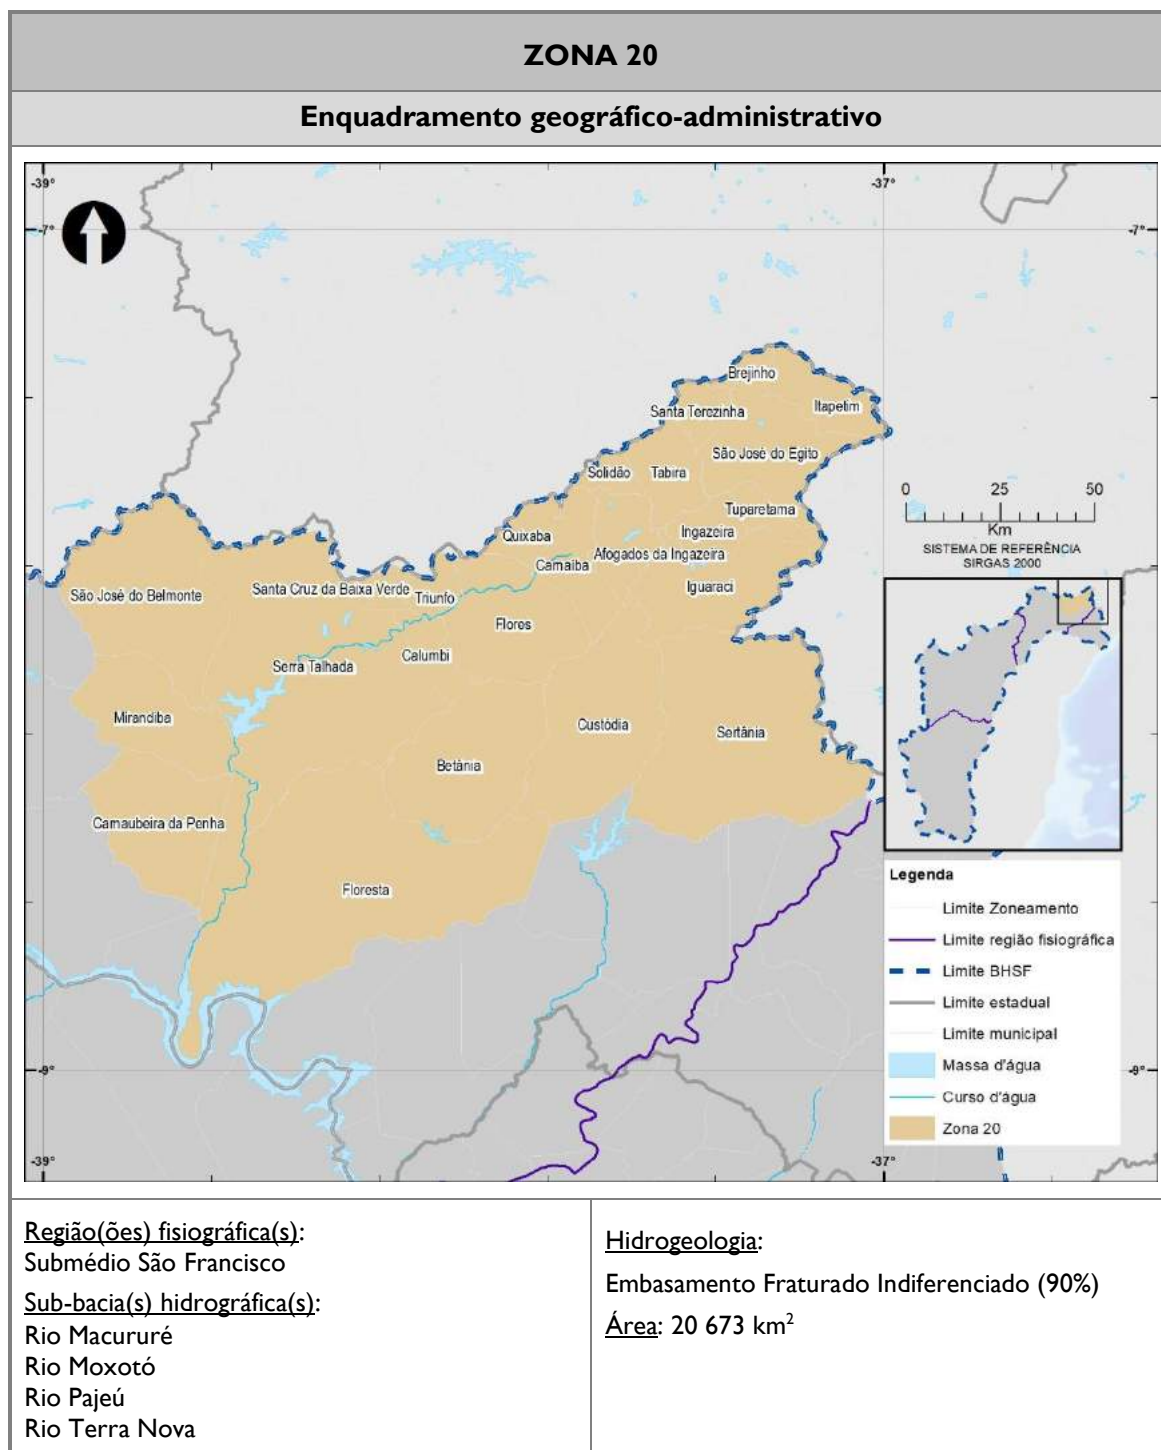 ZONA 20
Enquadramento geográfico-administrativo
-39°
-37°
-7°
-7°
Brejinho
Santa Terezinha
Itapetim
São José do Egito
Solidão
Tabira
Tuparetama
Quixaba
Ingazeira
Carnaíba
Afogados da Ingazeira
Iguaraci
São José do Belmonte
Santa Cruz da Baixa Verde
Triunfo
Flores
Calumbi
Serra Talhada
Mirandiba
Custódia
Sertânia
Betânia
Carnaubeira da Penha
Floresta
0 25 50
Km
SISTEMA DE REFERÊNCIA
SIRGAS 2000
Legenda
Limite Zoneamento
Limite região fisiográfica
Limite BHSF
Limite estadual
Limite municipal
Massa d'água
Curso d'água
Zona 20
-9°
-9°
-39°
-37°
Região(ões) fisiográfica(s):
Submédio São Francisco
Sub-bacia(s) hidrográfica(s):
Rio Macururé
Rio Moxotó
Rio Pajeú
Rio Terra Nova
Hidrogeologia:
Embasamento Fraturado Indiferenciado (90%)
Área: 20 673 km²